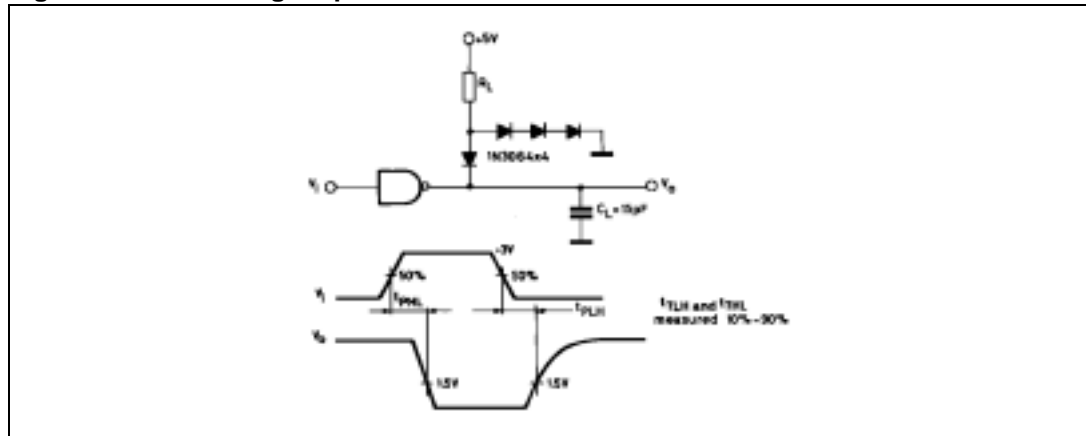 +5V
RL
1N3064x4
Vi
Vo
CL=15pF
-3V
50%
50%
Vi
tPHL
tPLH
tTLH and tTHL
measured 10%-90%
Vo
1.5V
1.5V